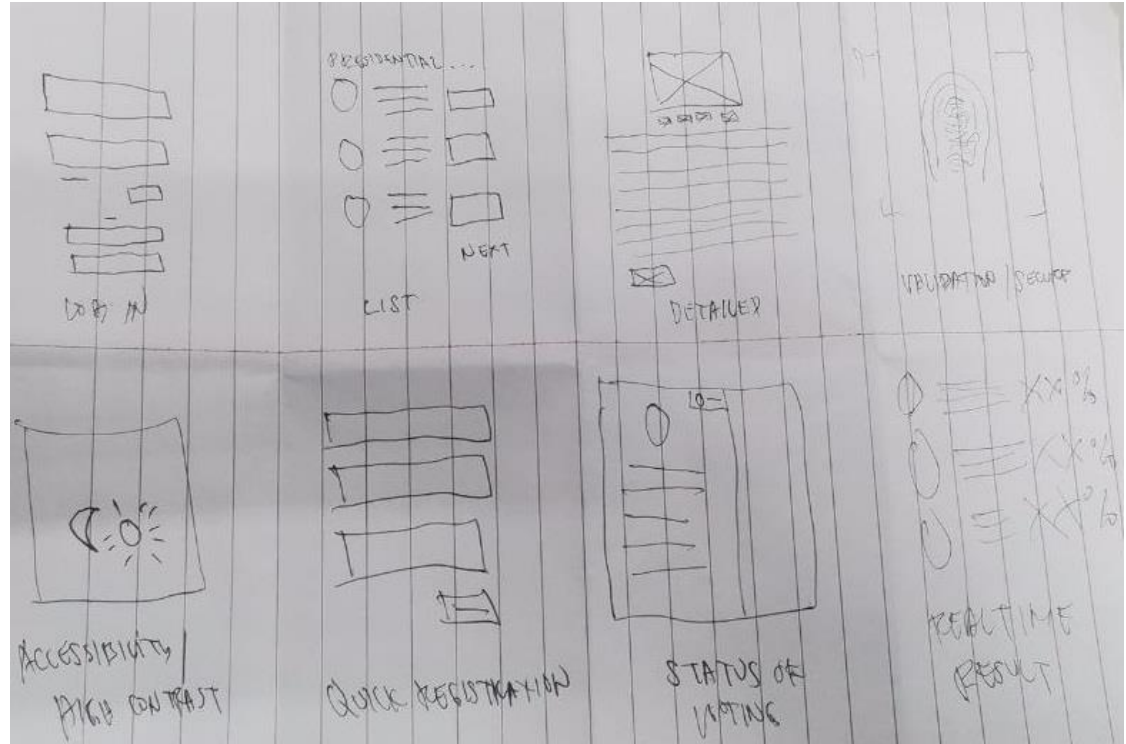 PRESIDENTIAL...
NEXT
LOG IN
LIST
DETAILED
VALIDATION/SECURE
XX%
XX%
XX%
ACCESSIBILITY/
HIGH CONTRAST
QUICK REGISTRATION
STATUS OF
VOTING
REALTIME
RESULT